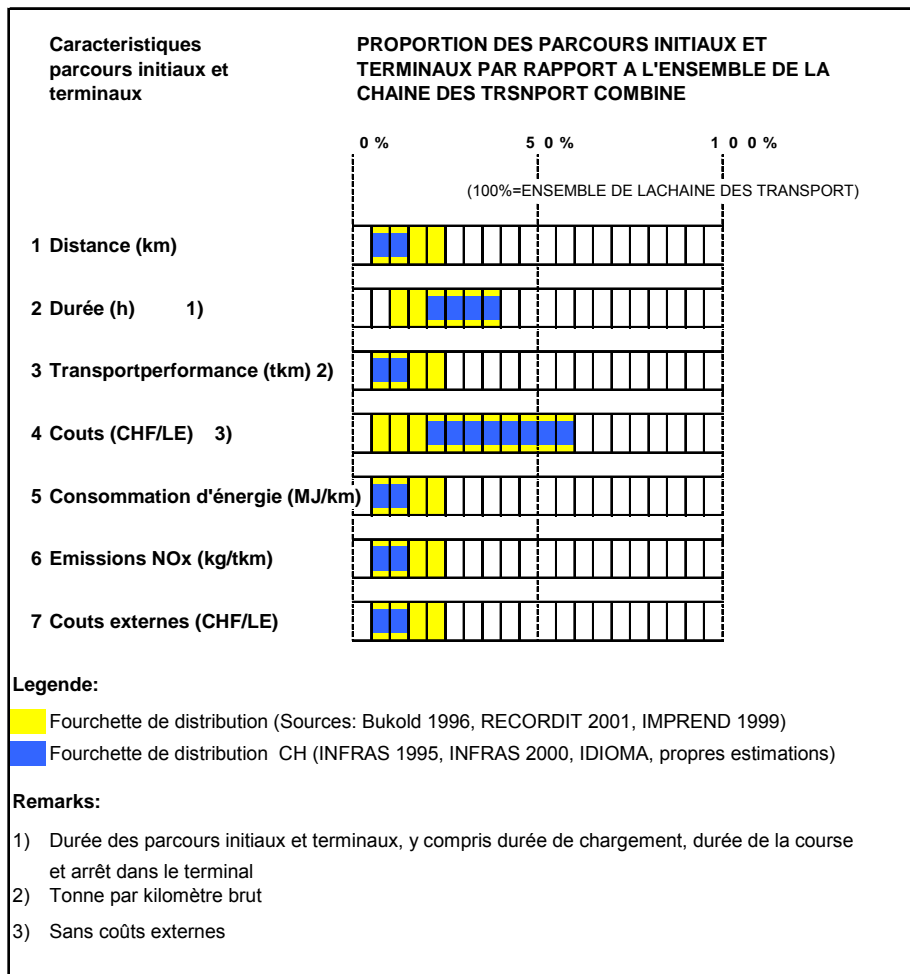 Caracteristiques
parcours initiaux et
terminaux
PROPORTION DES PARCOURS INITIAUX ET
TERMINAUX PAR RAPPORT A L'ENSEMBLE DE LA
CHAINE DES TRSNPORT COMBINE
0 % 50 % 100 %
(100%=ENSEMBLE DE LACHAINE DES TRANSPORT)
1 Distance (km)
2 Durée (h) 1)
3 Transportperformance (tkm) 2)
4 Couts (CHF/LE) 3)
5 Consommation d'énergie (MJ/km)
6 Emissions NOx (kg/tkm)
7 Couts externes (CHF/LE)
Legende:
Fourchette de distribution (Sources: Bukold 1996, RECORDIT 2001, IMPREND 1999)
Fourchette de distribution CH (INFRAS 1995, INFRAS 2000, IDIOMA, propres estimations)
Remarks:
1) Durée des parcours initiaux et terminaux, y compris durée de chargement, durée de la course
et arrêt dans le terminal
2) Tonne par kilomètre brut
3) Sans coûts externes